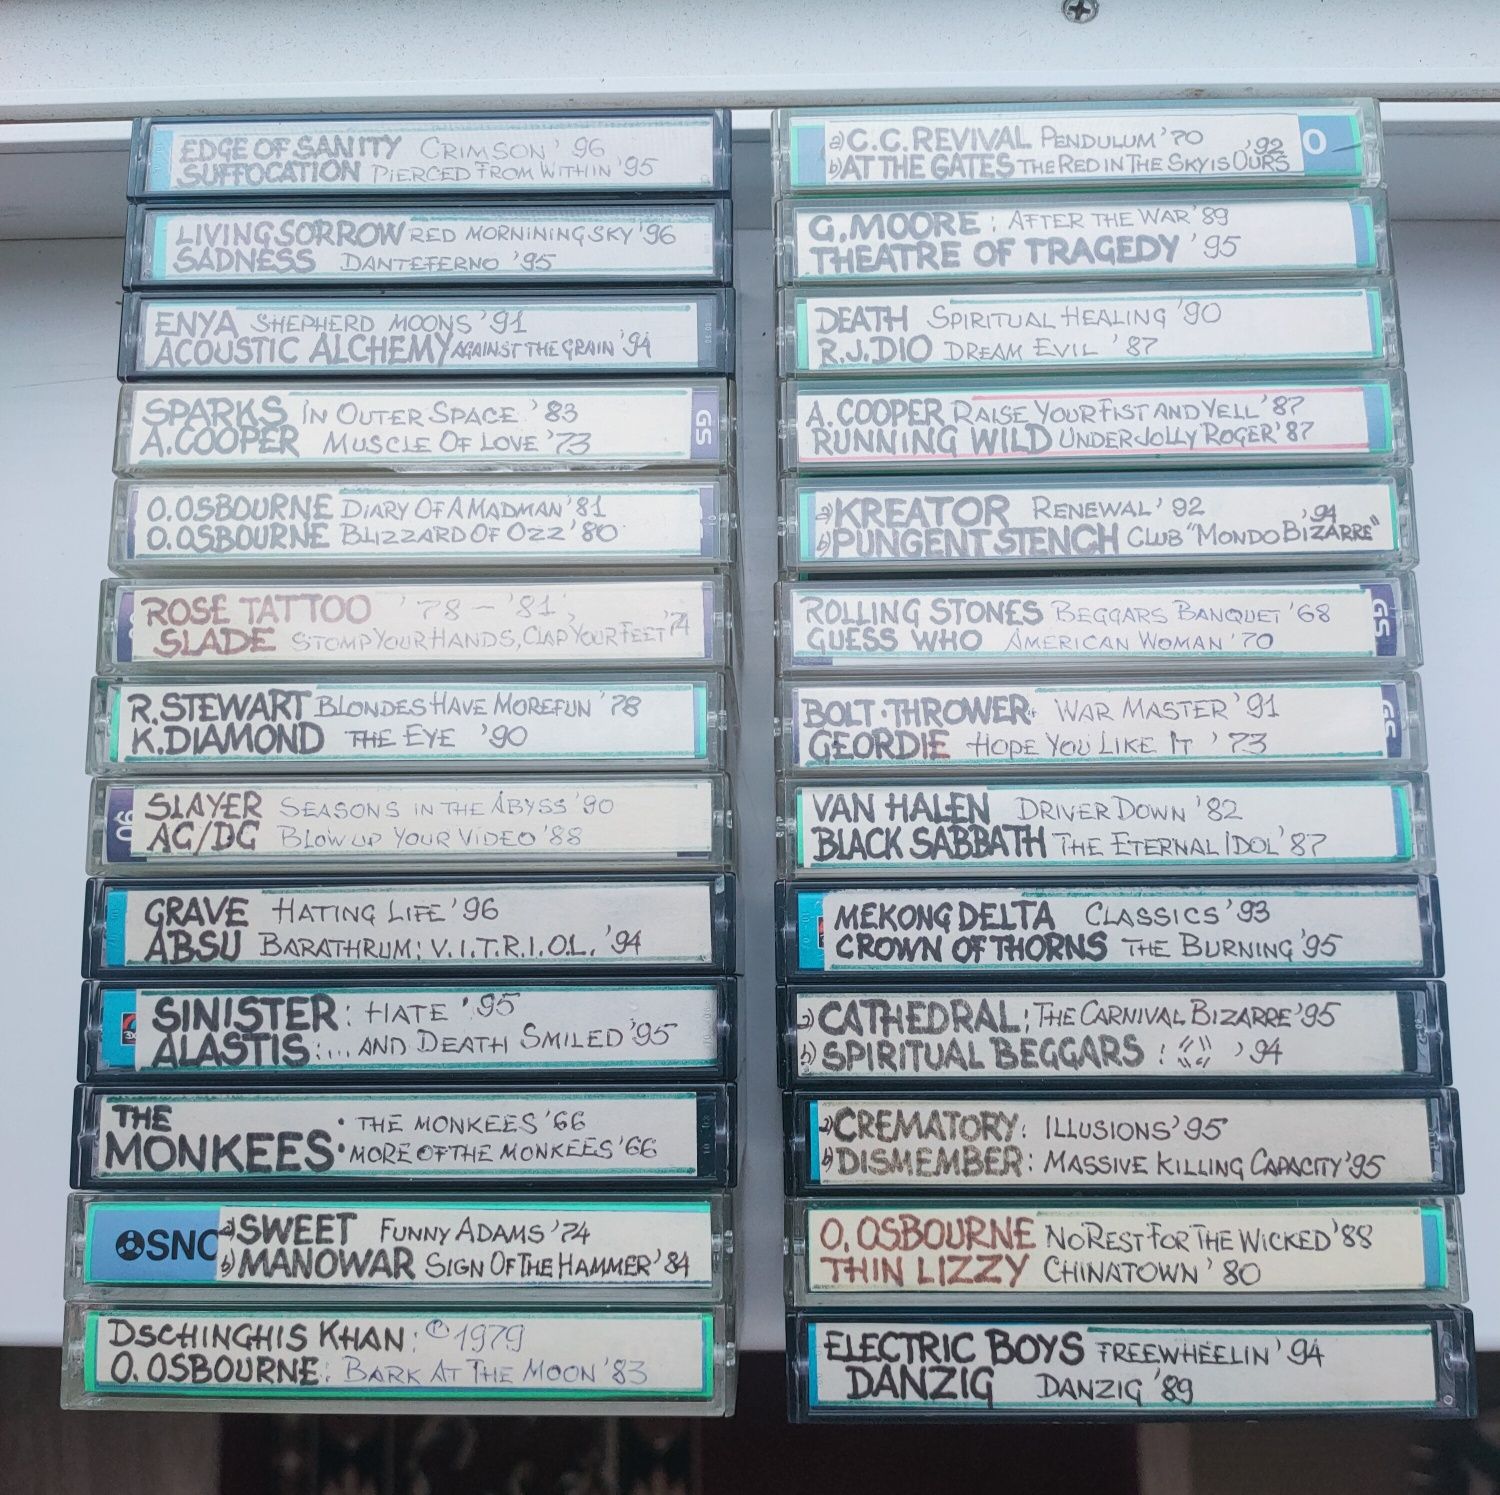 EDGE OF SANITY CRIMSON '96
SUFFOCATION PIERCED FROM WITHIN '95
LIVING SORROW RED MORNININGSKY '96
SADNESS DANTEFERNO '95
ENYA SHEPHERD MOONS '91
ACOUSTIC ALCHEMY AGAINST THE GRAIN '94
SPARKS IN OUTER SPACE '83
A.COOPER MUSCLE OF LOVE '73
GS
O.OSBOURNE DIARY OF A MADMAN '81
O.OSBOURNE BLIZZARD OF OZZ '80
ROSE TATTOO '78-'81,
SLADE STOMP YOUR HANDS, CLAP YOUR FEET '74
R.STEWART BLONDES HAVE MOREFUN '78
K.DIAMOND THE EYE '90
90
SLAYER SEASONS IN THE ABYSS '90
AC/DC BLOW UP YOUR VIDEO '88
GRAVE HATING LIFE '96
ABSU BARATHRUM: V.I.T.R.I.O.L. '94
SINISTER: HATE '95
ALASTIS:... AND DEATH SMILED '95
THE MONKEES
• THE MONKEES '66
• MORE OF THE MONKEES '66
SNC
a) SWEET FUNNY ADAMS '74
b) MANOWAR SIGN OF THE HAMMER '84
DSCHINGHIS KHAN: © 1979
O. OSBOURNE: BARK AT THE MOON '83
a) C.C.REVIVAL PENDULUM '70
b) AT THE GATES THE RED IN THE SKY IS OURS '92
G.MOORE: AFTER THE WAR '89
THEATRE OF TRAGEDY '95
DEATH SPIRITUAL HEALING '90
R.J.DIO DREAM EVIL '87
A.COOPER RAISE YOUR FIST AND YELL '87
RUNNING WILD UNDER JOLLY ROGER '87
a) KREATOR RENEWAL '92
b) PUNGENT STENCH CLUB "MONDO BIZARRE" '94
ROLLING STONES BEGGARS BANQUET '68
GUESS WHO AMERICAN WOMAN '70
GS
BOLT·THROWER: WAR MASTER '91
GEORDIE HOPE YOU LIKE IT '73
GS
VAN HALEN DRIVER DOWN '82
BLACK SABBATH THE ETERNAL IDOL '87
MEKONG DELTA CLASSICS '93
CROWN OF THORNS THE BURNING '95
a) CATHEDRAL: THE CARNIVAL BIZARRE '95
b) SPIRITUAL BEGGARS: "—" '94
a) CREMATORY: ILLUSIONS '95
b) DISMEMBER: MASSIVE KILLING CAPACITY '95
O. OSBOURNE NO REST FOR THE WICKED '88
THIN LIZZY CHINATOWN '80
ELECTRIC BOYS FREEWHEELIN '94
DANZIG DANZIG '89